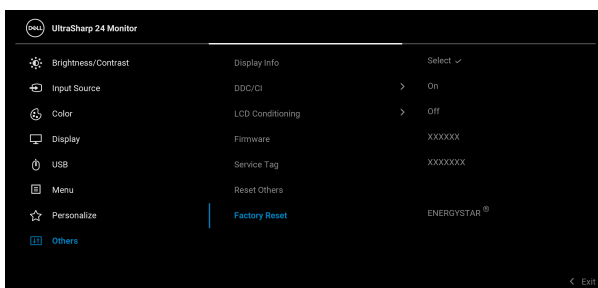 DELL UltraSharp 24 Monitor
Brightness/Contrast Display Info Select ✓
Input Source DDC/CI > On
Color LCD Conditioning > Off
Display Firmware XXXXXX
USB Service Tag XXXXXXX
Menu Reset Others
Personalize Factory Reset ENERGYSTAR ®
Others
< Exit